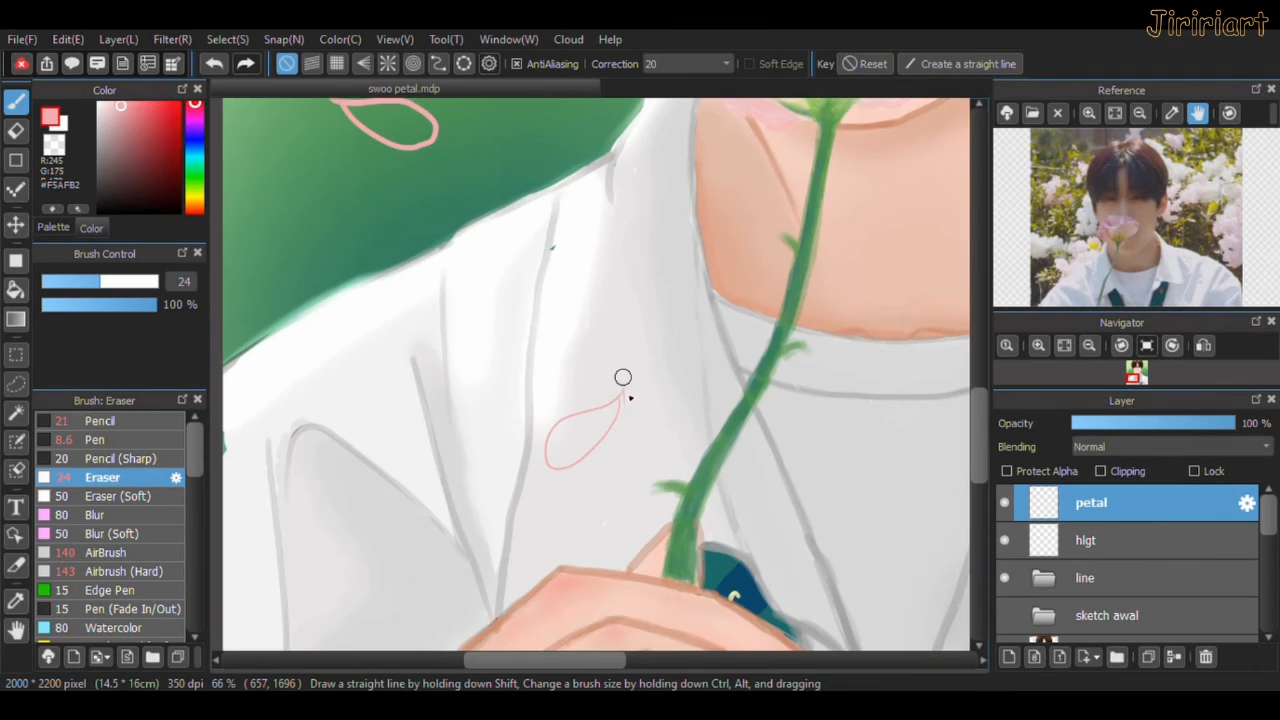 Jiririart
File(F) Edit(E) Layer(L) Filter(R) Select(S) Snap(N) Color(C) View(V) Tool(T) Window(W) Cloud Help
AntiAliasing Correction 20 Soft Edge Key Reset Create a straight line
Color
swoo petal.mdp
Reference
R:245
G:175
#F5AFB2
Palette Color
Brush Control
24
100 %
Navigator
Brush: Eraser
21 Pencil
8.6 Pen
20 Pencil (Sharp)
24 Eraser
50 Eraser (Soft)
80 Blur
50 Blur (Soft)
140 AirBrush
143 Airbrush (Hard)
15 Edge Pen
15 Pen (Fade In/Out)
80 Watercolor
Layer
Opacity 100 %
Blending Normal
Protect Alpha Clipping Lock
petal
hlgt
line
sketch awal
2000 * 2200 pixel (14.5 * 16cm) 350 dpi 66 % ( 657, 1696 ) Draw a straight line by holding down Shift, Change a brush size by holding down Ctrl, Alt, and dragging